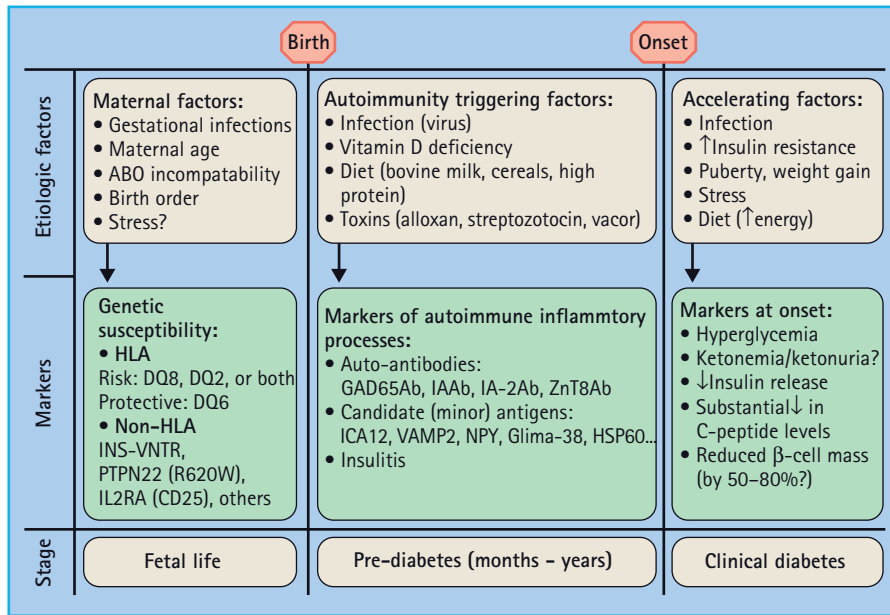 Birth
Onset
Etiologic factors
Maternal factors:
• Gestational infections
• Maternal age
• ABO incompatability
• Birth order
• Stress?
Autoimmunity triggering factors:
• Infection (virus)
• Vitamin D deficiency
• Diet (bovine milk, cereals, high
protein)
• Toxins (alloxan, streptozotocin, vacor)
Accelerating factors:
• Infection
• ↑Insulin resistance
• Puberty, weight gain
• Stress
• Diet (↑energy)
Markers
Genetic
susceptibility:
• HLA
Risk: DQ8, DQ2, or both
Protective: DQ6
• Non-HLA
INS-VNTR,
PTPN22 (R620W),
IL2RA (CD25), others
Markers of autoimmune inflammtory
processes:
• Auto-antibodies:
GAD65Ab, IAAb, IA-2Ab, ZnT8Ab
• Candidate (minor) antigens:
ICA12, VAMP2, NPY, Glima-38, HSP60...
• Insulitis
Markers at onset:
• Hyperglycemia
• Ketonemia/ketonuria?
• ↓Insulin release
• Substantial↓ in
C-peptide levels
• Reduced β-cell mass
(by 50–80%?)
Stage
Fetal life
Pre-diabetes (months - years)
Clinical diabetes